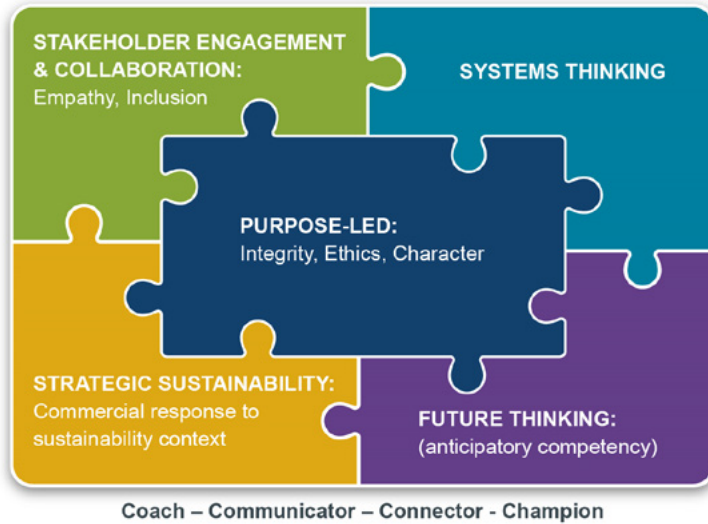 STAKEHOLDER ENGAGEMENT
& COLLABORATION:
Empathy, Inclusion
SYSTEMS THINKING
PURPOSE-LED:
Integrity, Ethics, Character
STRATEGIC SUSTAINABILITY:
Commercial response to
sustainability context
FUTURE THINKING:
(anticipatory competency)
Coach – Communicator – Connector - Champion